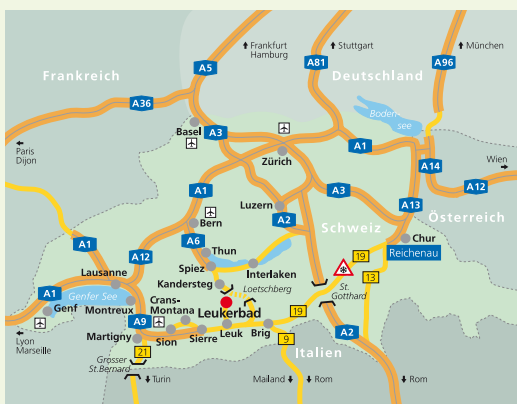 Frankfurt
Hamburg
Stuttgart
München
A5
A81
A96
Frankreich
Deutschland
A36
Boden-
see
Basel
A3
Paris
Dijon
Zürich
A1
A14
Wien
A12
A1
A3
A13
Luzern
A2
Bern
Schweiz
Österreich
A1
A12
A6
Thun
Chur
Reichenau
Spiez
Interlaken
19
13
Lausanne
Kandersteg
Loetschberg
St.
Gotthard
A1
Genfer See
Crans-
Montana
Leukerbad
Genf
Montreux
A9
19
A2
Lyon
Marseille
Martigny
Sion
Sierre
Leuk
Brig
9
Italien
21
Grosser
St.Bernard
Turin
Mailand
Rom
Rom